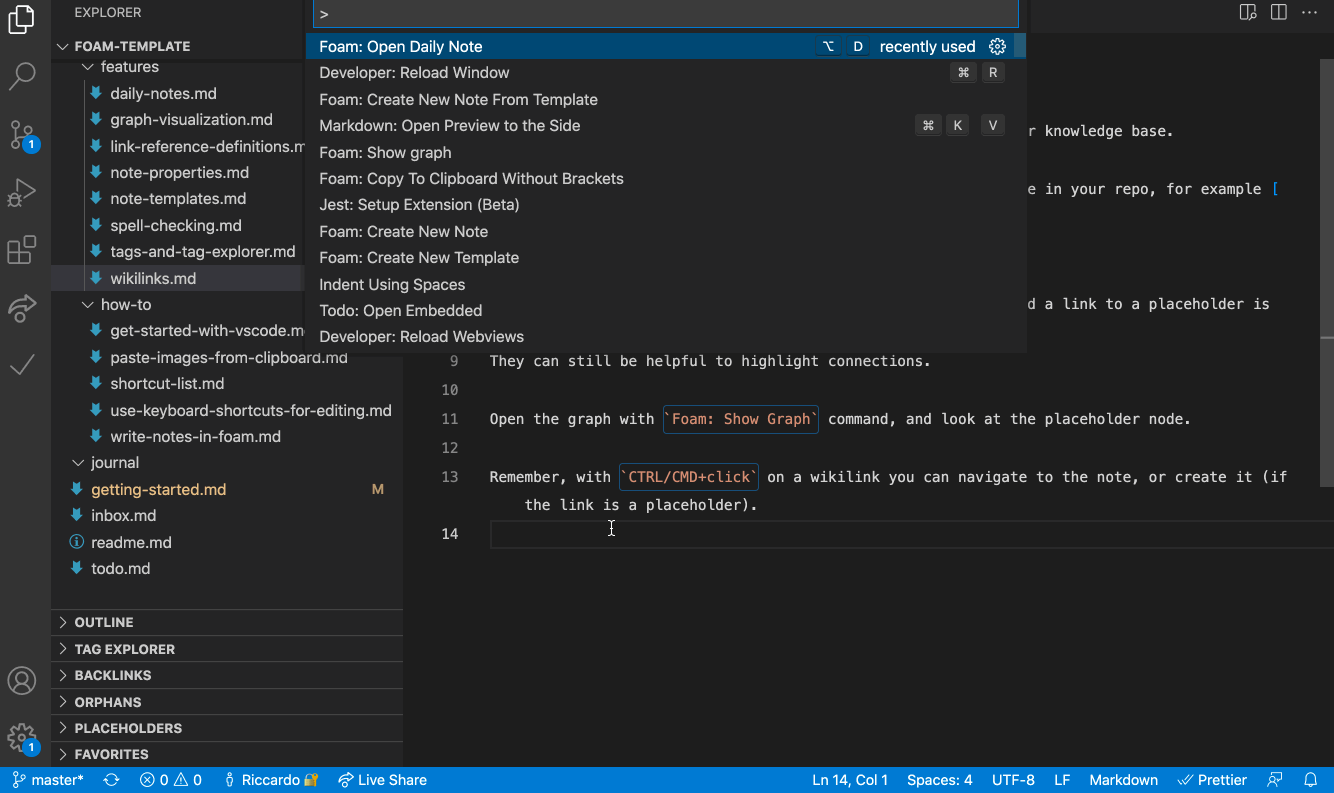 EXPLORER
FOAM-TEMPLATE
features
daily-notes.md
graph-visualization.md
link-reference-definitions.m
note-properties.md
note-templates.md
spell-checking.md
tags-and-tag-explorer.md
wikilinks.md
how-to
get-started-with-vscode.m
paste-images-from-clipboard.md
shortcut-list.md
use-keyboard-shortcuts-for-editing.md
write-notes-in-foam.md
journal
getting-started.md M
inbox.md
readme.md
todo.md
OUTLINE
TAG EXPLORER
BACKLINKS
ORPHANS
PLACEHOLDERS
FAVORITES
1
1
>
Foam: Open Daily Note ⌥ D recently used
Developer: Reload Window ⌘ R
Foam: Create New Note From Template
Markdown: Open Preview to the Side ⌘ K V
Foam: Show graph
Foam: Copy To Clipboard Without Brackets
Jest: Setup Extension (Beta)
Foam: Create New Note
Foam: Create New Template
Indent Using Spaces
Todo: Open Embedded
Developer: Reload Webviews
r knowledge base.
e in your repo, for example [
d a link to a placeholder is
9 They can still be helpful to highlight connections.
10
11 Open the graph with `Foam: Show Graph` command, and look at the placeholder node.
12
13 Remember, with `CTRL/CMD+click` on a wikilink you can navigate to the note, or create it (if
the link is a placeholder).
14
master* 0 0 Riccardo Live Share Ln 14, Col 1 Spaces: 4 UTF-8 LF Markdown Prettier